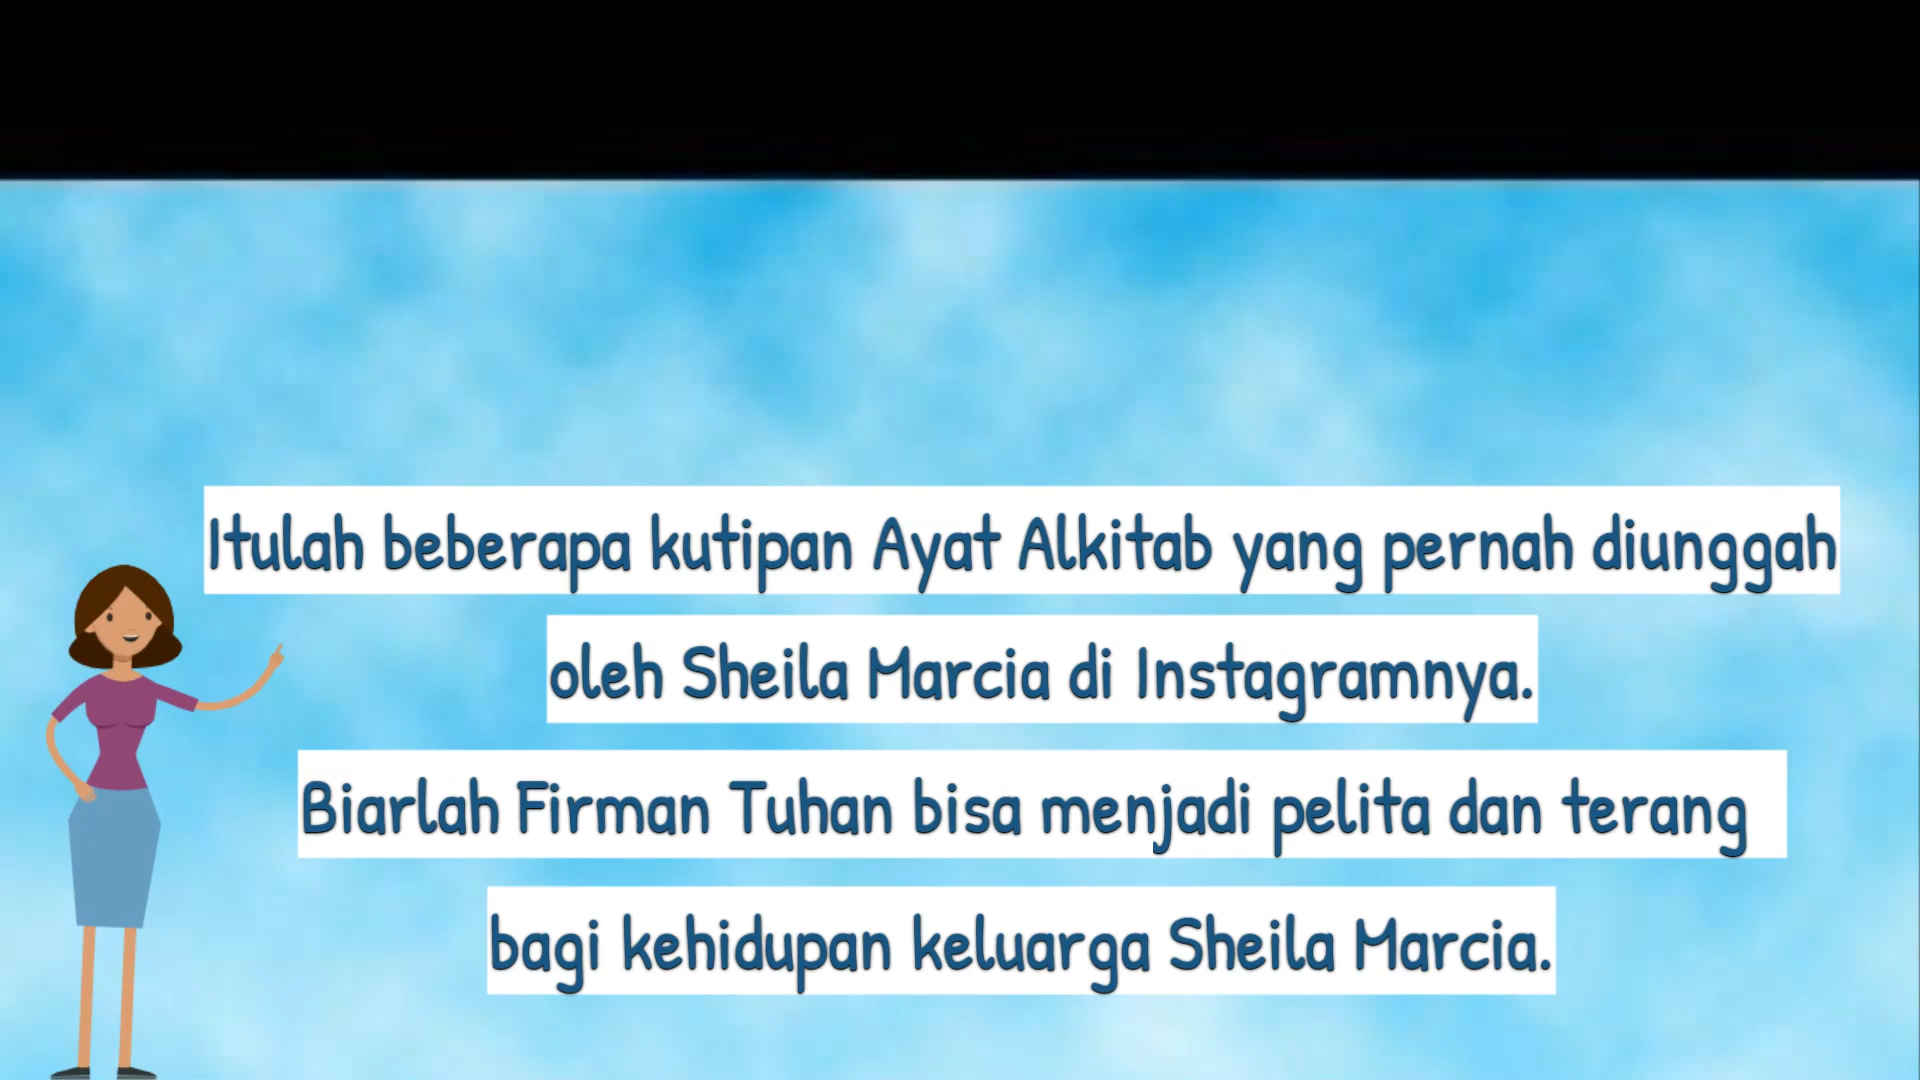 Itulah beberapa kutipan Ayat Alkitab yang pernah diunggah
oleh Sheila Marcia di Instagramnya.
Biarlah Firman Tuhan bisa menjadi pelita dan terang
bagi kehidupan keluarga Sheila Marcia.